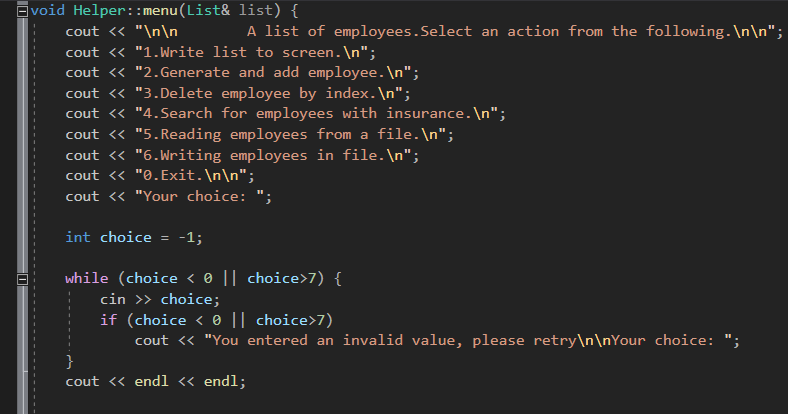 void Helper::menu(List& list) {
cout << "\n\n        A list of employees.Select an action from the following.\n\n";
cout << "1.Write list to screen.\n";
cout << "2.Generate and add employee.\n";
cout << "3.Delete employee by index.\n";
cout << "4.Search for employees with insurance.\n";
cout << "5.Reading employees from a file.\n";
cout << "6.Writing employees in file.\n";
cout << "0.Exit.\n\n";
cout << "Your choice: ";
int choice = -1;
while (choice < 0 || choice>7) {
cin >> choice;
if (choice < 0 || choice>7)
cout << "You entered an invalid value, please retry\n\nYour choice: ";
}
cout << endl << endl;